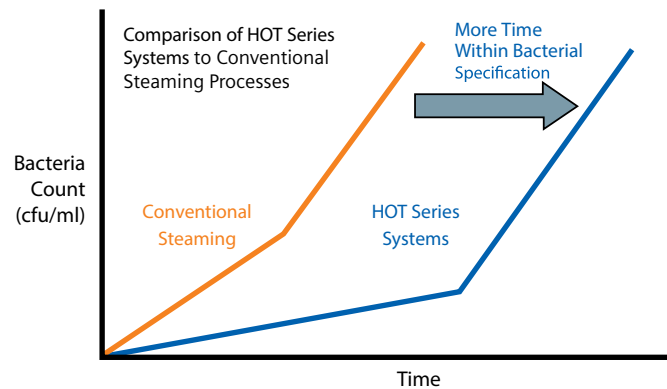 Comparison of HOT Series
Systems to Conventional
Steaming Processes
More Time
Within Bacterial
Specification
Bacteria
Count
(cfu/ml)
Conventional
Steaming
HOT Series
Systems
Time